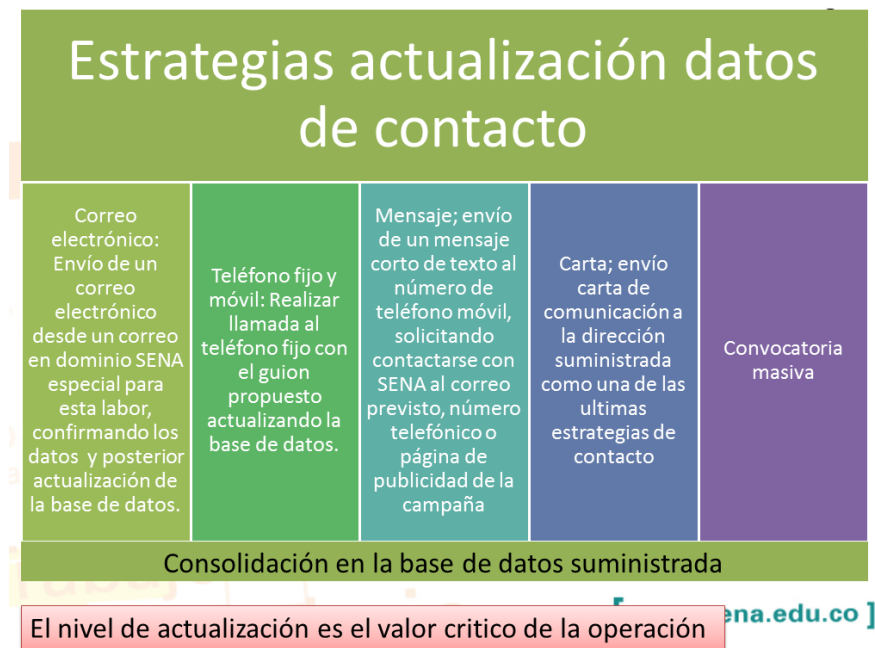 Estrategias actualización datos
de contacto
Correo
electrónico:
Envío de un
correo
electrónico
desde un correo
en dominio SENA
especial para
esta labor,
confirmando los
datos y posterior
actualización de
la base de datos.
Teléfono fijo y
móvil: Realizar
llamada al
teléfono fijo con
el guion
propuesto
actualizando la
base de datos.
Mensaje; envío
de un mensaje
corto de texto al
número de
teléfono móvil,
solicitando
contactarse con
SENA al correo
previsto, número
telefónico o
página de
publicidad de la
campaña
Carta; envío
carta de
comunicación a
la dirección
suministrada
como una de las
ultimas
estrategias de
contacto
Convocatoria
masiva
Consolidación en la base de datos suministrada
ena.edu.co ]
El nivel de actualización es el valor critico de la operación